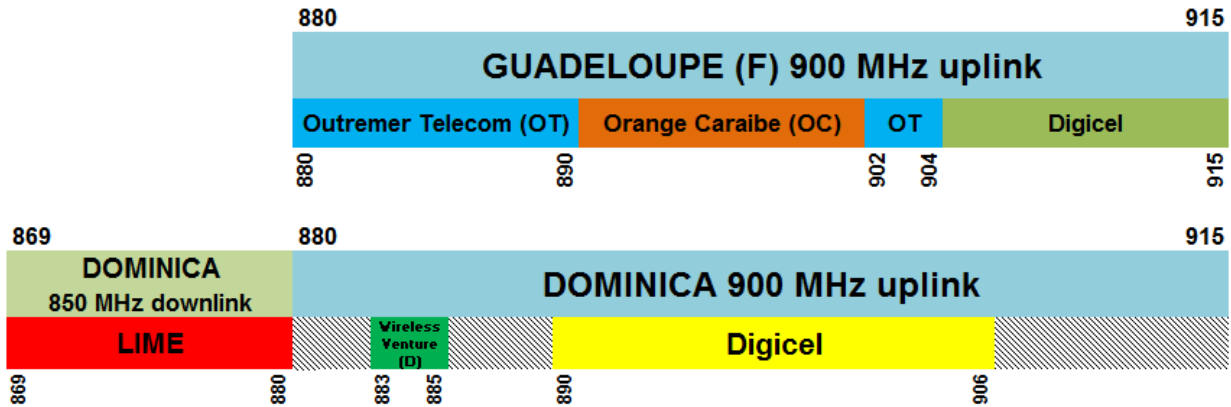 880 915
GUADELOUPE (F) 900 MHz uplink
Outremer Telecom (OT) Orange Caraibe (OC) OT Digicel
880 890 902 904 915
869 880 915
DOMINICA
850 MHz downlink
DOMINICA 900 MHz uplink
LIME
Wireless
Venture
(D)
Digicel
869 880 883 885 890 906